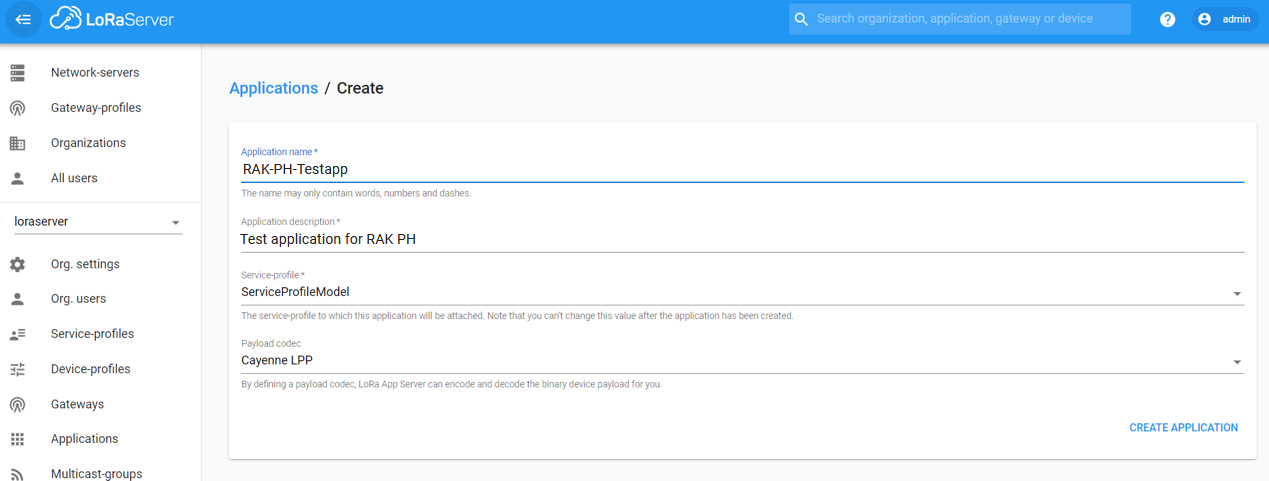 LoRaServer
Search organization, application, gateway or device
?
admin
Network-servers
Gateway-profiles
Organizations
All users
loraserver
Org. settings
Org. users
Service-profiles
Device-profiles
Gateways
Applications
Multicast-groups
Applications / Create
Application name *
RAK-PH-Testapp
The name may only contain words, numbers and dashes.
Application description *
Test application for RAK PH
Service-profile *
ServiceProfileModel
The service-profile to which this application will be attached. Note that you can't change this value after the application has been created.
Payload codec
Cayenne LPP
By defining a payload codec, LoRa App Server can encode and decode the binary device payload for you.
CREATE APPLICATION